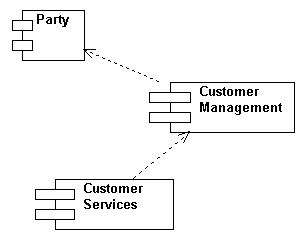 Party
Customer
Management
Customer
Services